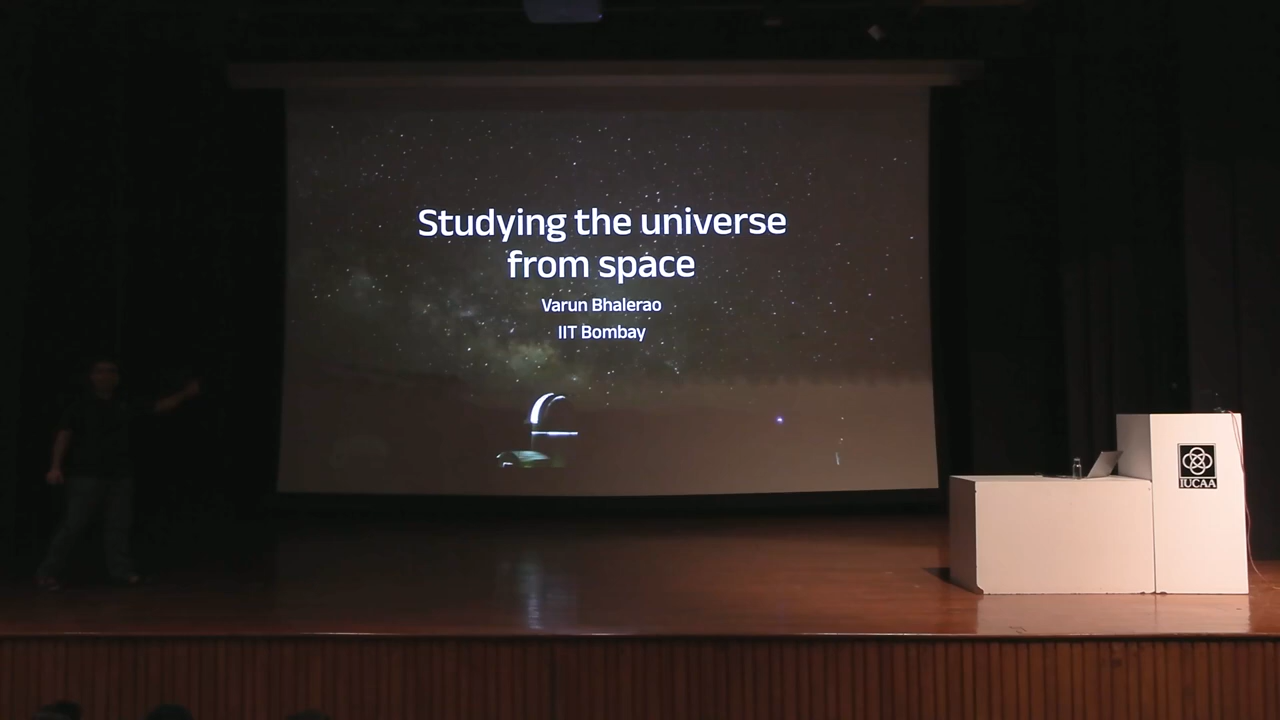 Studying the universe
from space
Varun Bhalerao
IIT Bombay
IUCAA